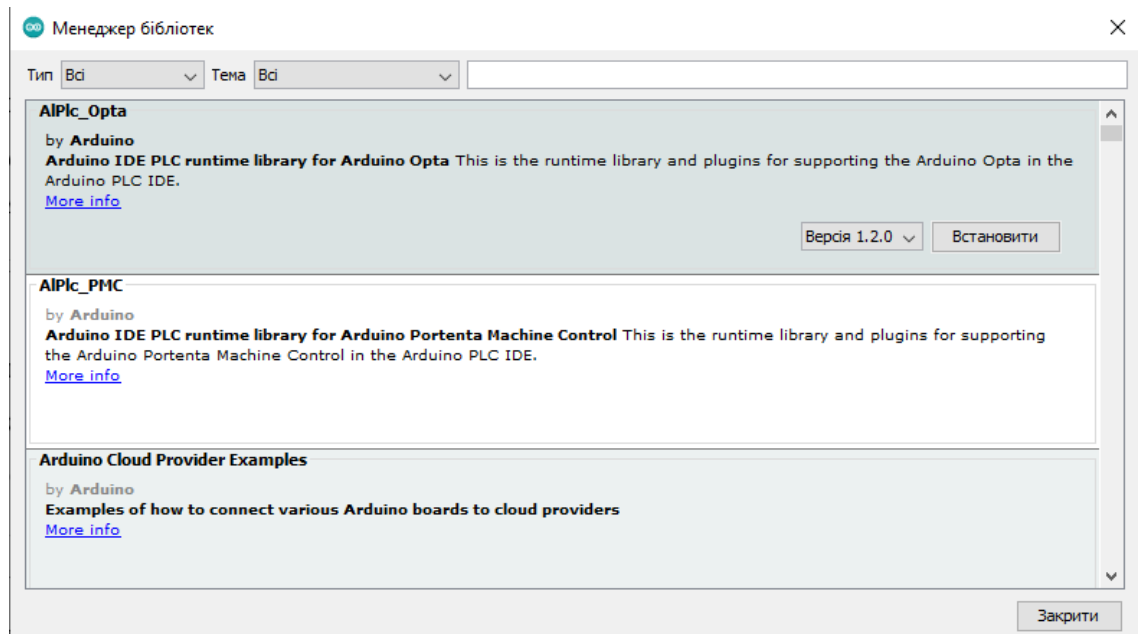 Менеджер бібліотек
Тип Всі Тема Всі
AlPlc_Opta
by Arduino
Arduino IDE PLC runtime library for Arduino Opta This is the runtime library and plugins for supporting the Arduino Opta in the
Arduino PLC IDE.
More info
Версія 1.2.0 Встановити
AlPlc_PMC
by Arduino
Arduino IDE PLC runtime library for Arduino Portenta Machine Control This is the runtime library and plugins for supporting
the Arduino Portenta Machine Control in the Arduino PLC IDE.
More info
Arduino Cloud Provider Examples
by Arduino
Examples of how to connect various Arduino boards to cloud providers
More info
Закрити